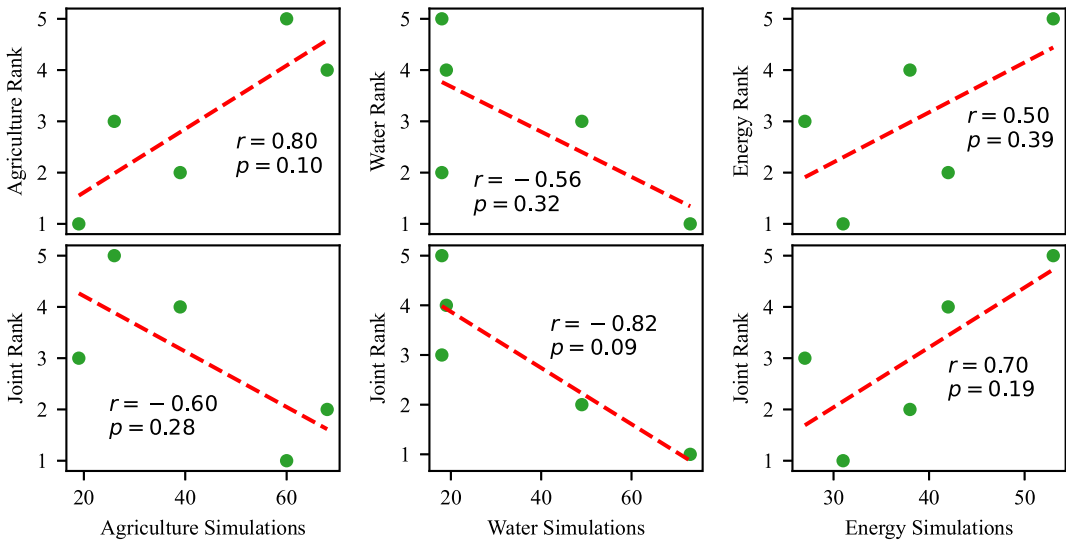 5
4
3
2
1
Agriculture Rank
r = 0.80
p = 0.10
5
4
3
2
1
Water Rank
r = −0.56
p = 0.32
5
4
3
2
1
Energy Rank
r = 0.50
p = 0.39
5
4
3
2
1
Joint Rank
r = −0.60
p = 0.28
20 40 60
Agriculture Simulations
5
4
3
2
1
Joint Rank
r = −0.82
p = 0.09
20 40 60
Water Simulations
5
4
3
2
1
Joint Rank
r = 0.70
p = 0.19
30 40 50
Energy Simulations